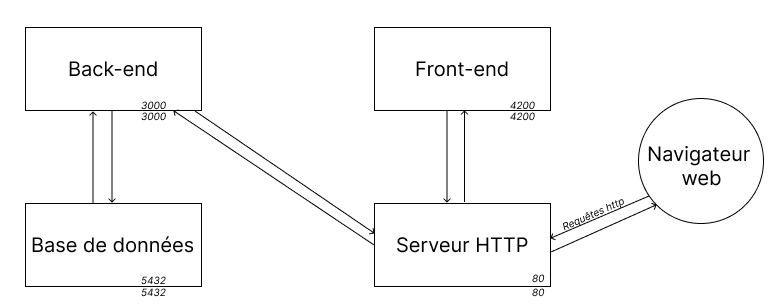 Back-end
3000
3000
Front-end
4200
4200
Navigateur
web
Requêtes http
Base de données
5432
5432
Serveur HTTP
80
80